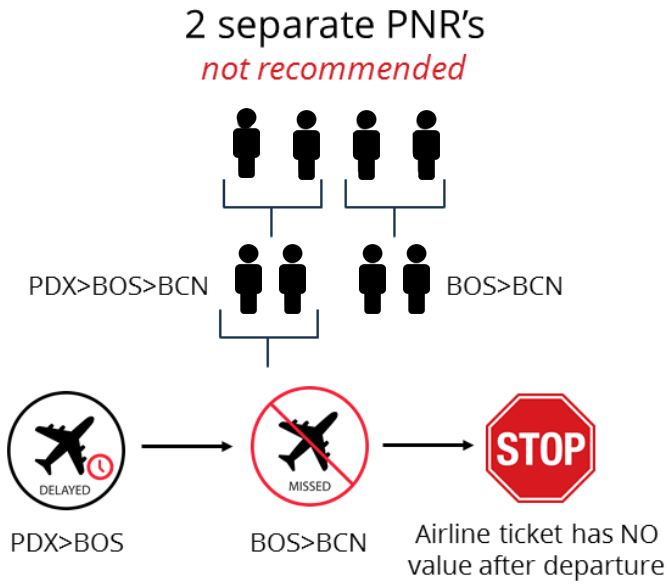 2 separate PNR's
not recommended
PDX>BOS>BCN
BOS>BCN
DELAYED
MISSED
STOP
PDX>BOS
BOS>BCN
Airline ticket has NO
value after departure